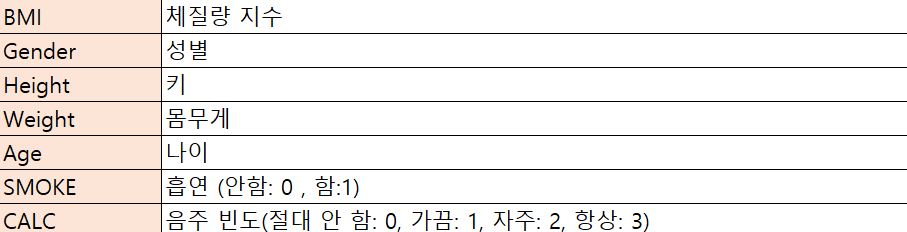 BMI 체질량 지수
Gender 성별
Height 키
Weight 몸무게
Age 나이
SMOKE 흡연 (안함: 0 , 함:1)
CALC 음주 빈도(절대 안 함: 0, 가끔: 1, 자주: 2, 항상: 3)